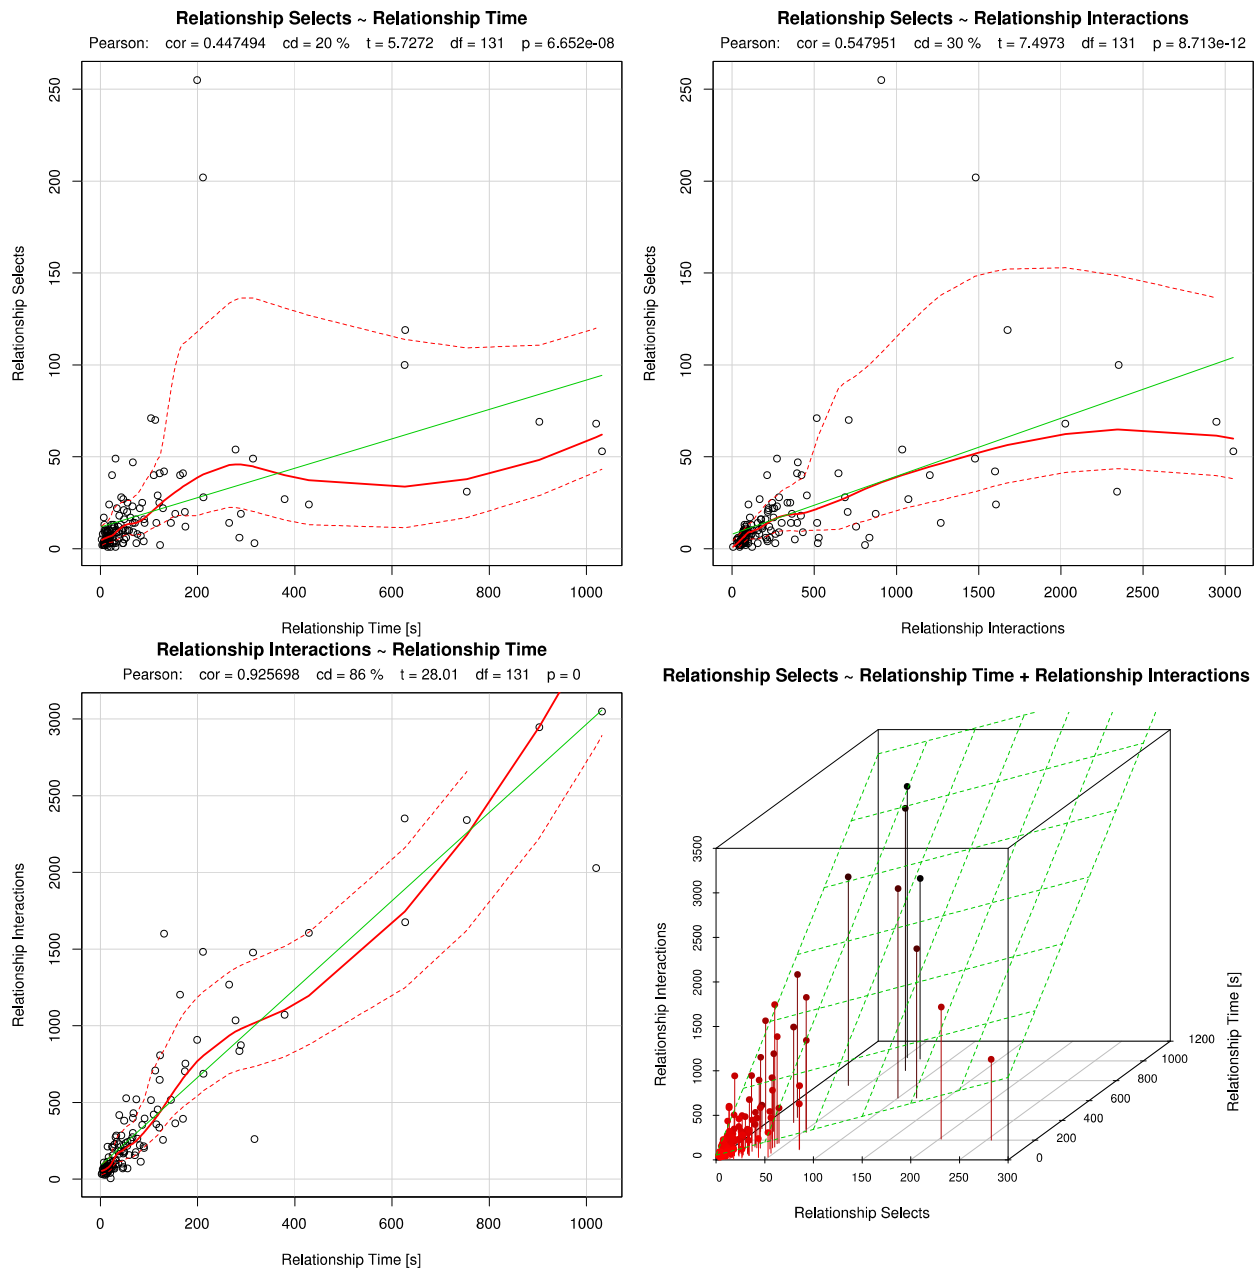 Relationship Selects ~ Relationship Time
Pearson: cor = 0.447494 cd = 20 % t = 5.7272 df = 131 p = 6.652e-08
250
200
150
100
50
0
Relationship Selects
0 200 400 600 800 1000
Relationship Time [s]
Relationship Selects ~ Relationship Interactions
Pearson: cor = 0.547951 cd = 30 % t = 7.4973 df = 131 p = 8.713e-12
250
200
150
100
50
0
Relationship Selects
0 500 1000 1500 2000 2500 3000
Relationship Interactions
Relationship Interactions ~ Relationship Time
Pearson: cor = 0.925698 cd = 86 % t = 28.01 df = 131 p = 0
3000
2500
2000
1500
1000
500
0
Relationship Interactions
0 200 400 600 800 1000
Relationship Time [s]
Relationship Selects ~ Relationship Time + Relationship Interactions
3500
3000
2500
2000
1500
1000
500
0
Relationship Interactions
0 50 100 150 200 250 300
Relationship Selects
0
200
400
600
800
1000
1200
Relationship Time [s]